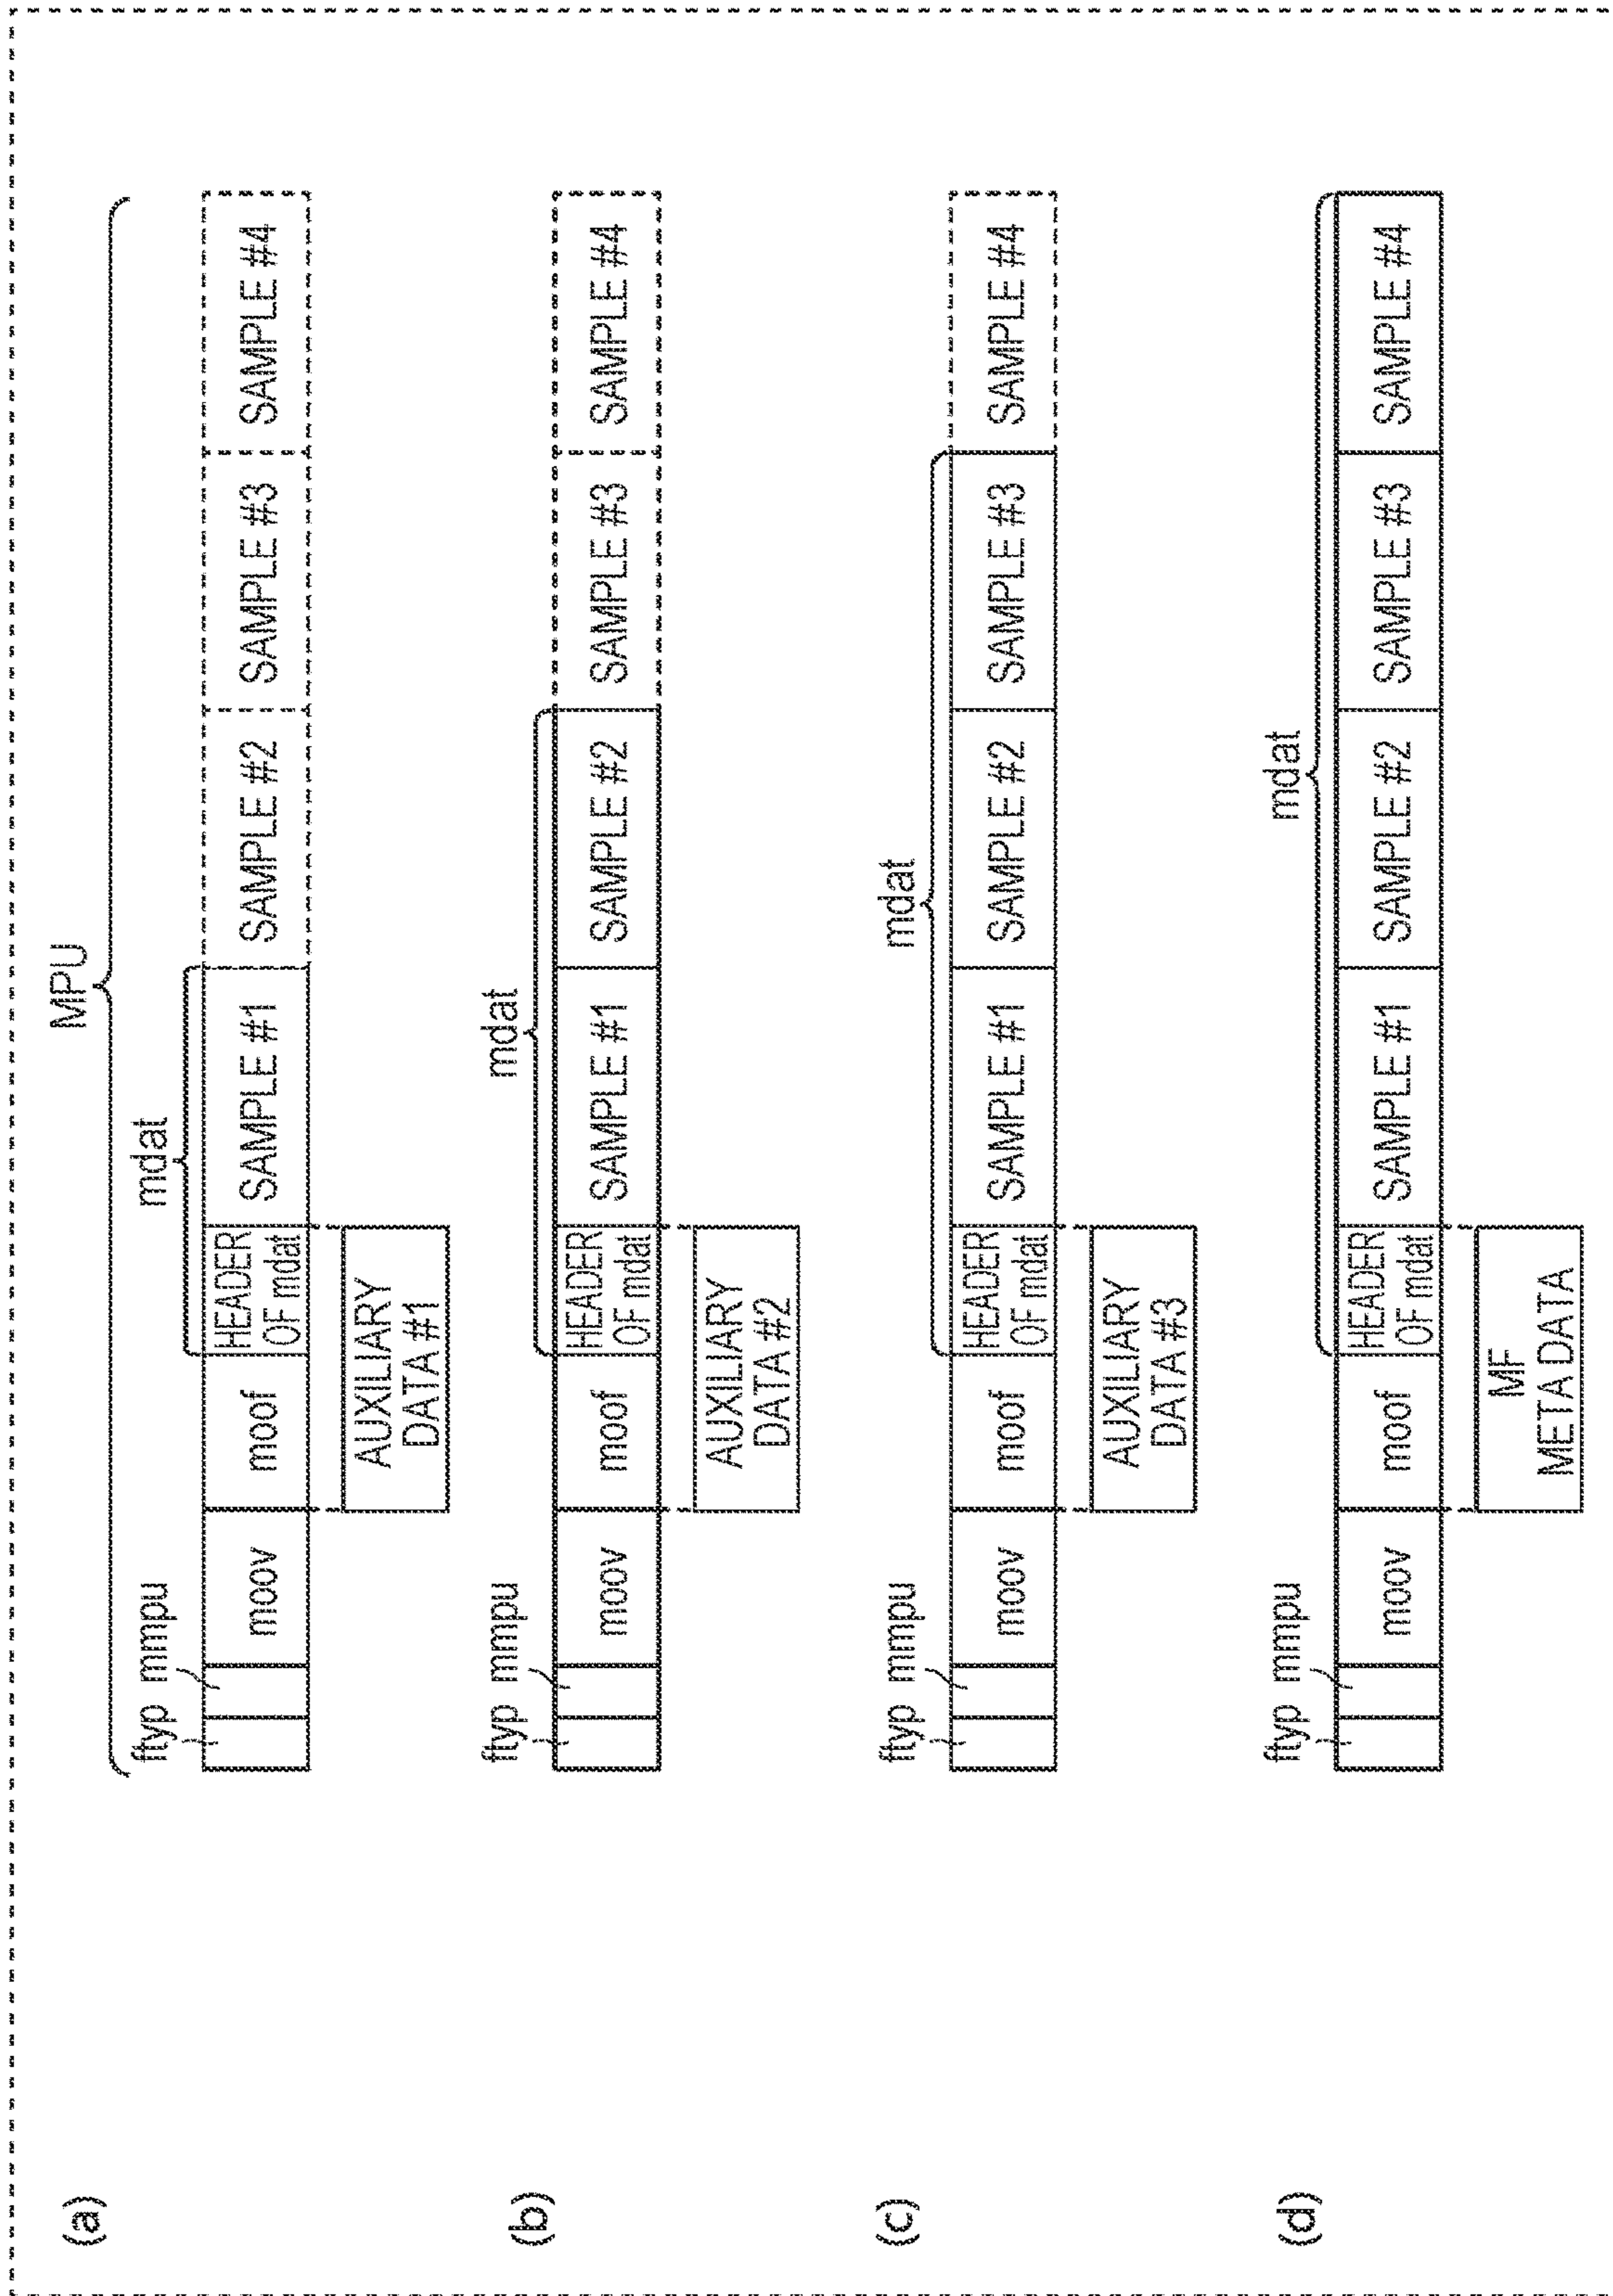 (a)
MPU
mdat
ftyp mmpu
moov
moof
HEADER
OF mdat
SAMPLE #1
SAMPLE #2
SAMPLE #3
SAMPLE #4
AUXILIARY
DATA #1
(b)
mdat
ftyp mmpu
moov
moof
HEADER
OF mdat
SAMPLE #1
SAMPLE #2
SAMPLE #3
SAMPLE #4
AUXILIARY
DATA #2
(c)
mdat
ftyp mmpu
moov
moof
HEADER
OF mdat
SAMPLE #1
SAMPLE #2
SAMPLE #3
SAMPLE #4
AUXILIARY
DATA #3
(d)
mdat
ftyp mmpu
moov
moof
HEADER
OF mdat
SAMPLE #1
SAMPLE #2
SAMPLE #3
SAMPLE #4
MF
META DATA